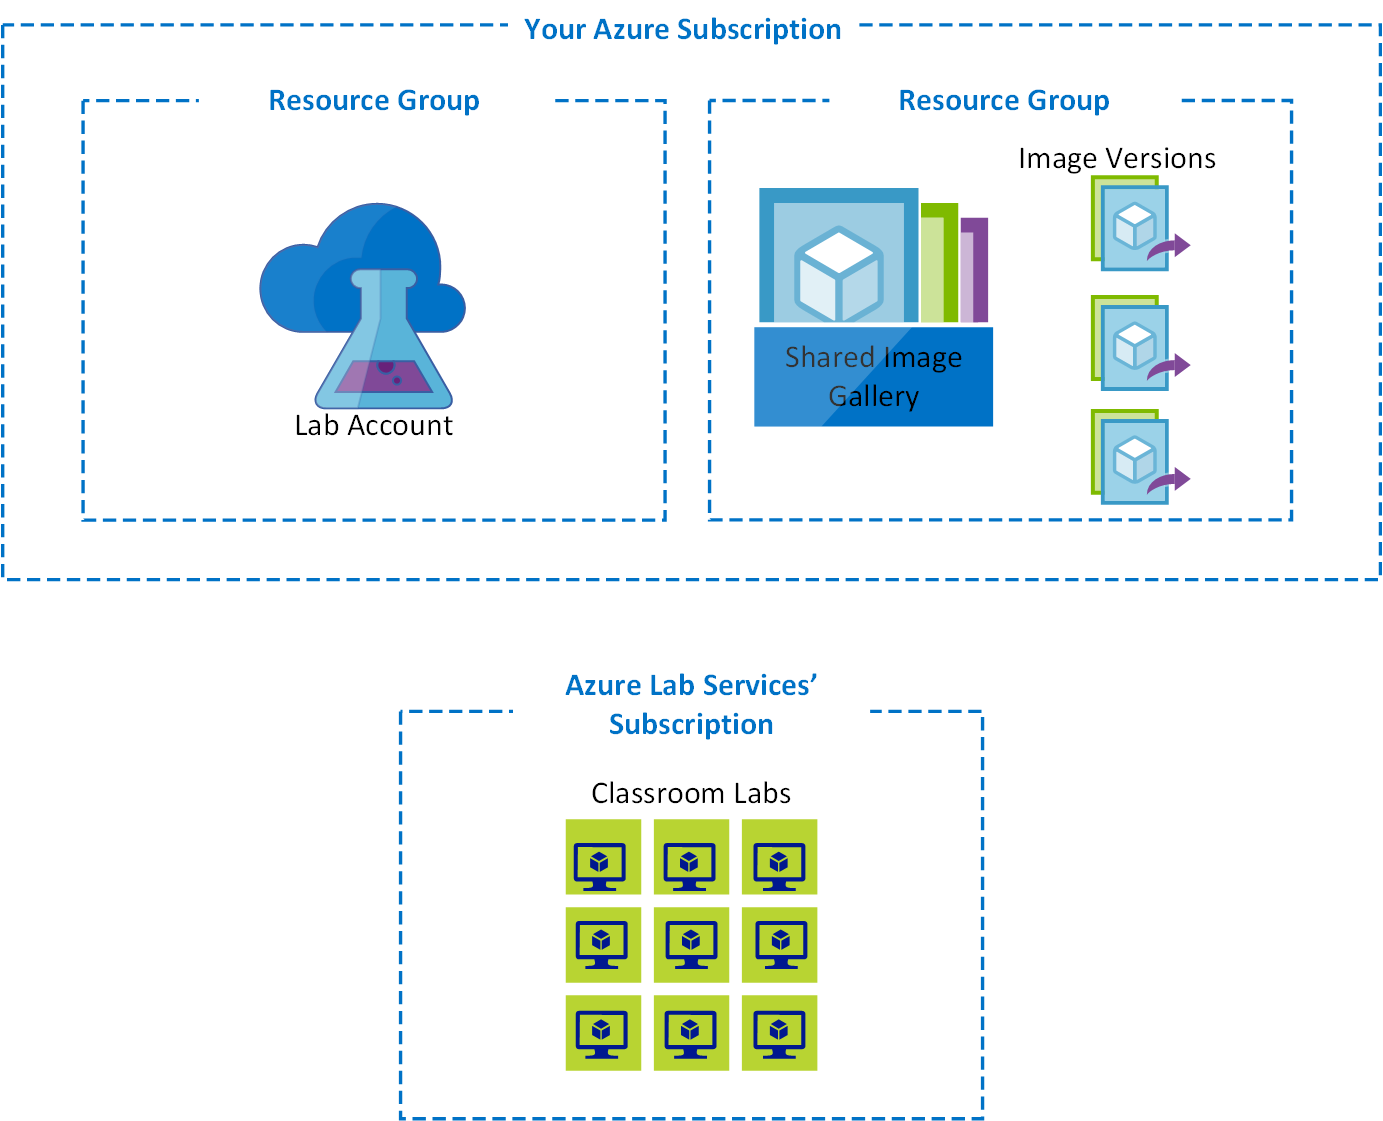 Your Azure Subscription
Resource Group
Lab Account
Resource Group
Image Versions
Shared Image
Gallery
Azure Lab Services’
Subscription
Classroom Labs